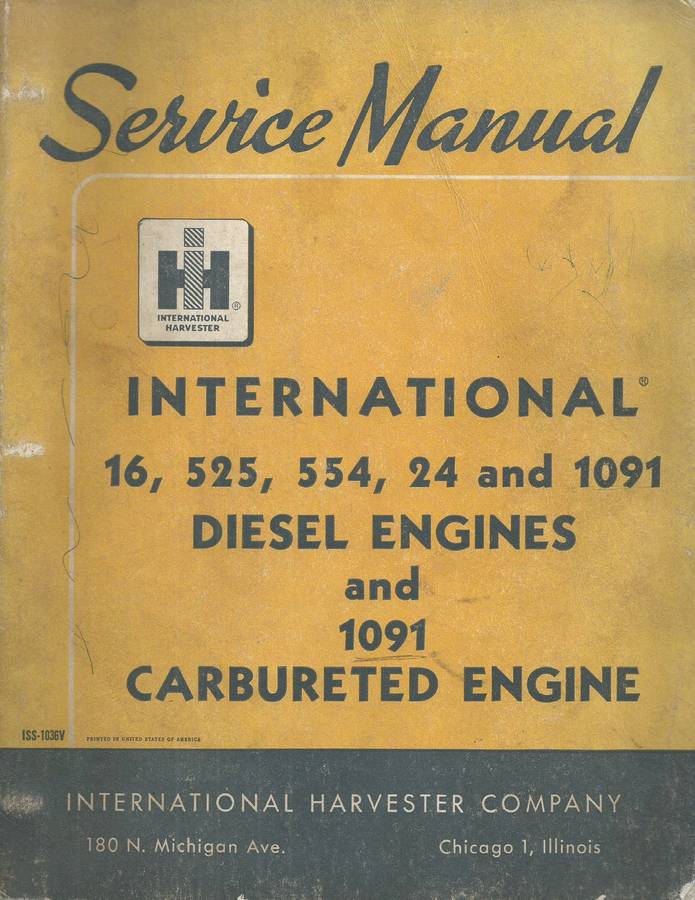 Service Manual
IH ®
INTERNATIONAL
HARVESTER
INTERNATIONAL®
16, 525, 554, 24 and 1091
DIESEL ENGINES
and
1091
CARBURETED ENGINE
ISS-1036V
PRINTED IN UNITED STATES OF AMERICA
INTERNATIONAL HARVESTER COMPANY
180 N. Michigan Ave. Chicago 1, Illinois